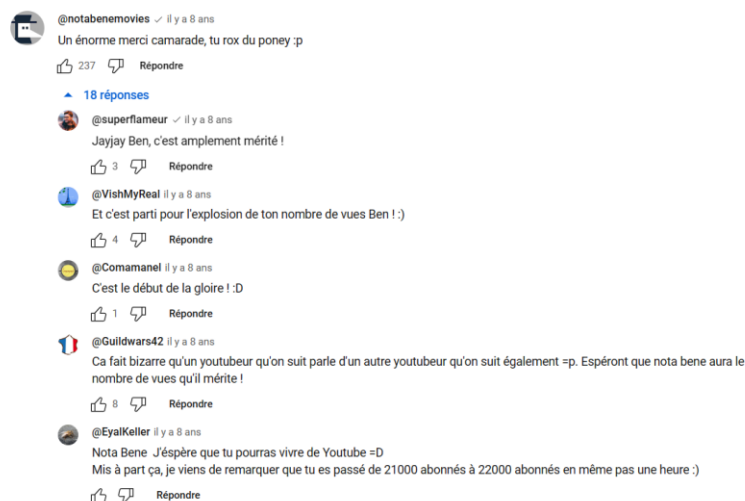 @notabenemovies il y a 8 ans
Un énorme merci camarade, tu rox du poney :p
237 Répondre
18 réponses
@superflameur il y a 8 ans
Jayjay Ben, c'est amplement mérité !
3 Répondre
@VishMyReal il y a 8 ans
Et c'est parti pour l'explosion de ton nombre de vues Ben ! :)
4 Répondre
@Comamanel il y a 8 ans
C'est le début de la gloire ! :D
1 Répondre
@Guildwars42 il y a 8 ans
Ca fait bizarre qu'un youtubeur qu'on suit parle d'un autre youtubeur qu'on suit également =p. Espéront que nota bene aura le
nombre de vues qu'il mérite !
8 Répondre
@EyalKeller il y a 8 ans
Nota Bene J'éspère que tu pourras vivre de Youtube =D
Mis à part ça, je viens de remarquer que tu es passé de 21000 abonnés à 22000 abonnés en même pas une heure :)
Répondre